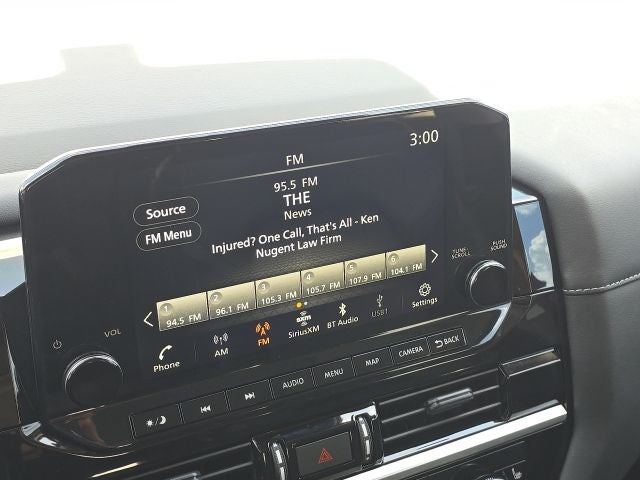 3:00
FM
95.5 FM
THE
News
Source
FM Menu
Injured? One Call, That's All - Ken
Nugent Law Firm
TUNE
SCROLL
PUSH
SOUND
1
94.5 FM
2
96.1 FM
3
105.3 FM
4
105.7 FM
5
107.9 FM
6
104.1 FM
VOL
Phone
AM
FM
sxm
SiriusXM
BT Audio
USB1
Settings
AUDIO
MENU
MAP
CAMERA
BACK